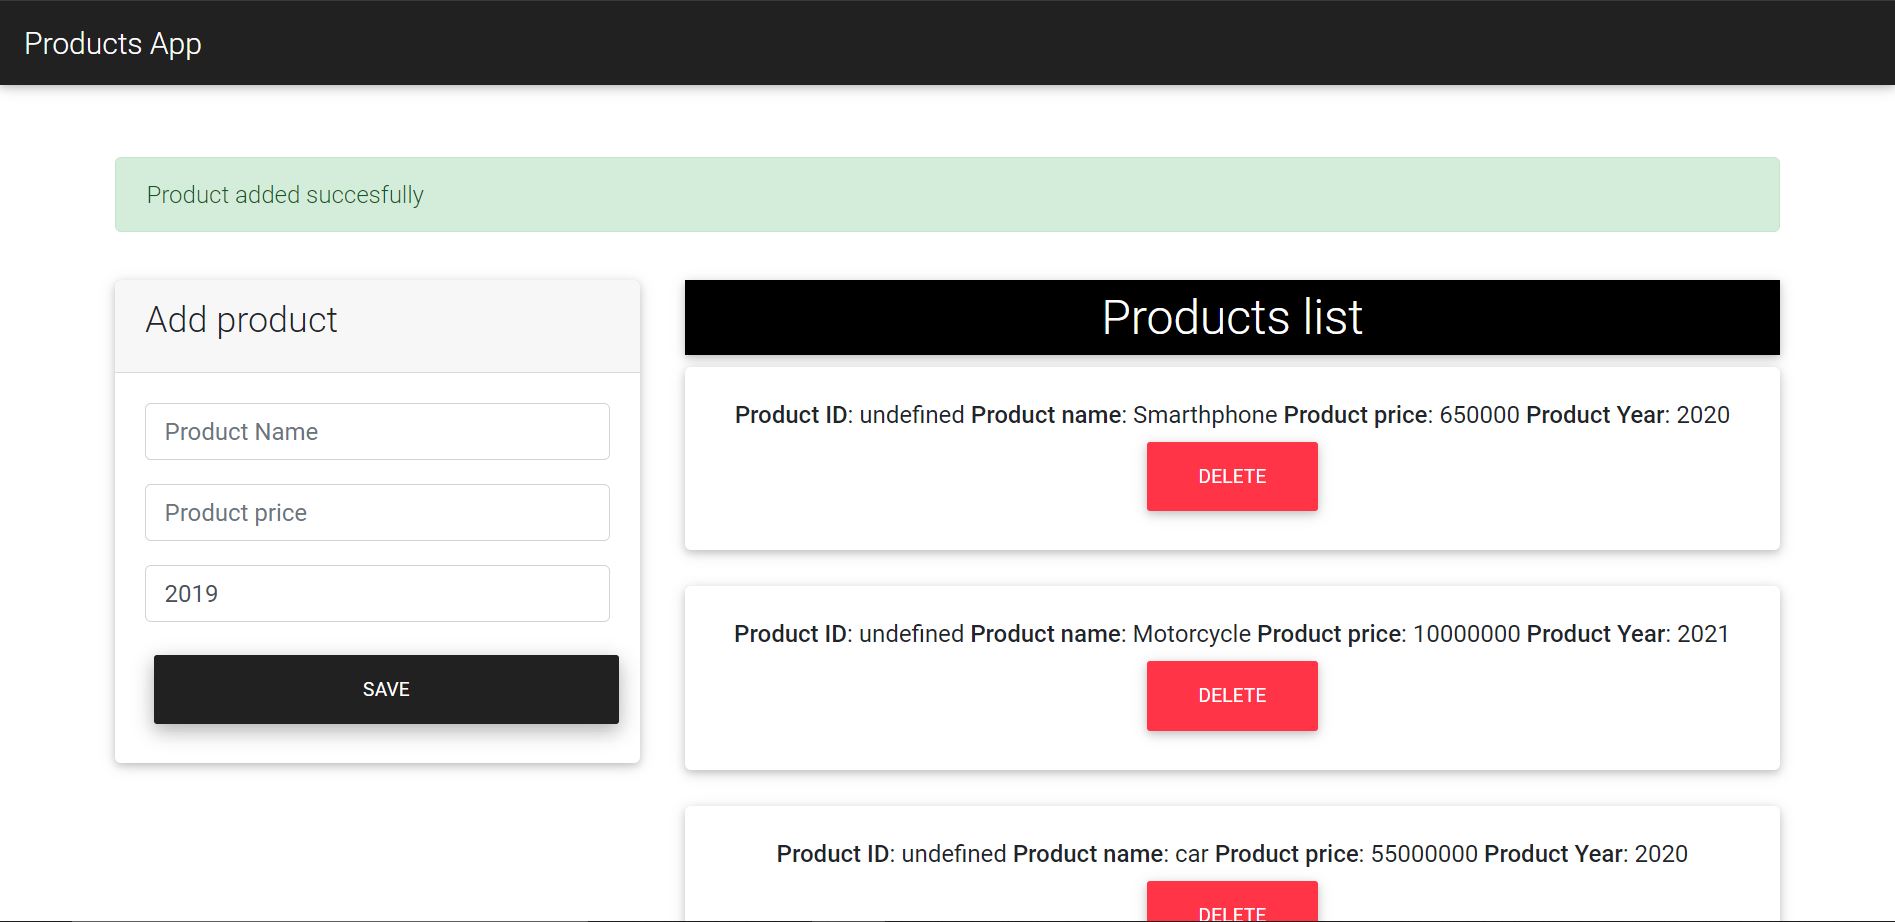 Products App
Product added succesfully
Add product
Product Name
Product price
2019
SAVE
Products list
Product ID: undefined Product name: Smarthphone Product price: 650000 Product Year: 2020
DELETE
Product ID: undefined Product name: Motorcycle Product price: 10000000 Product Year: 2021
DELETE
Product ID: undefined Product name: car Product price: 55000000 Product Year: 2020
DELETE